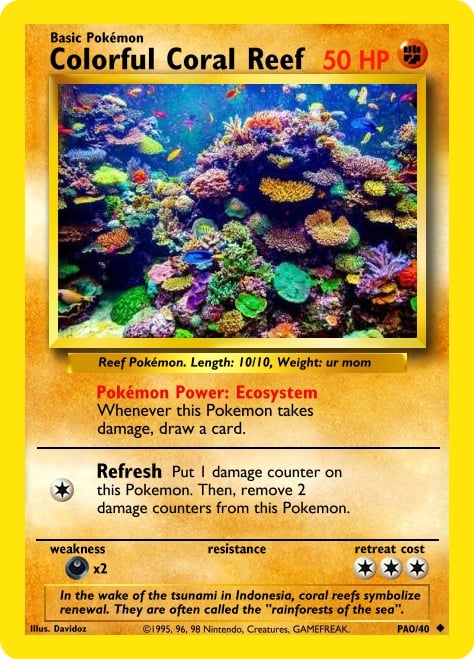 Basic Pokémon
Colorful Coral Reef 50 HP
Reef Pokémon. Length: 10/10, Weight: ur mom
Pokémon Power: Ecosystem
Whenever this Pokemon takes
damage, draw a card.
Refresh Put 1 damage counter on
this Pokemon. Then, remove 2
damage counters from this Pokemon.
weakness resistance retreat cost
x2
In the wake of the tsunami in Indonesia, coral reefs symbolize
renewal. They are often called the "rainforests of the sea".
Illus. Davidoz ©1995, 96, 98 Nintendo, Creatures, GAMEFREAK. PAO/40